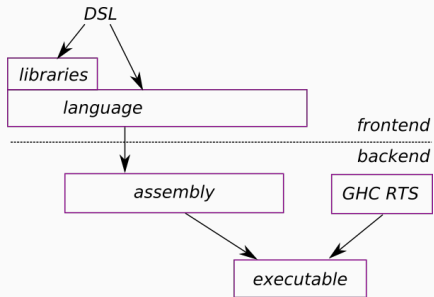 DSL
libraries
language
frontend
backend
assembly
GHC RTS
executable